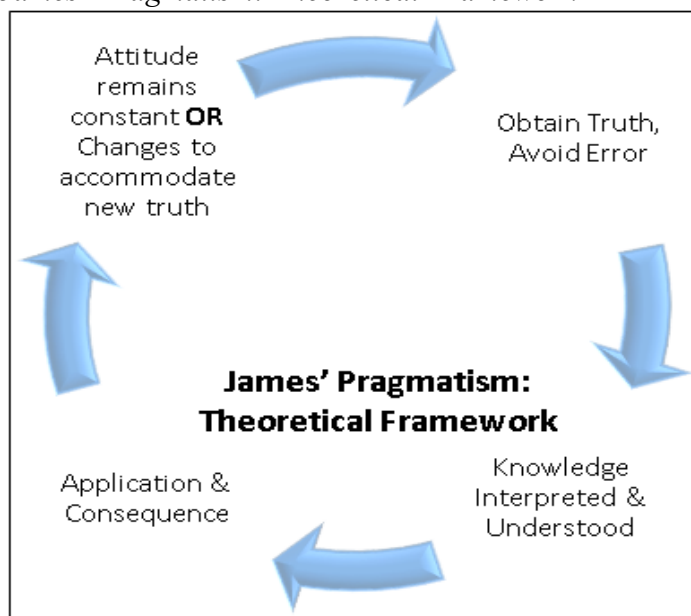 Attitude
remains
constant OR
Changes to
accommodate
new truth
Obtain Truth,
Avoid Error
James' Pragmatism:
Theoretical Framework
Knowledge
Interpreted &
Understood
Application &
Consequence